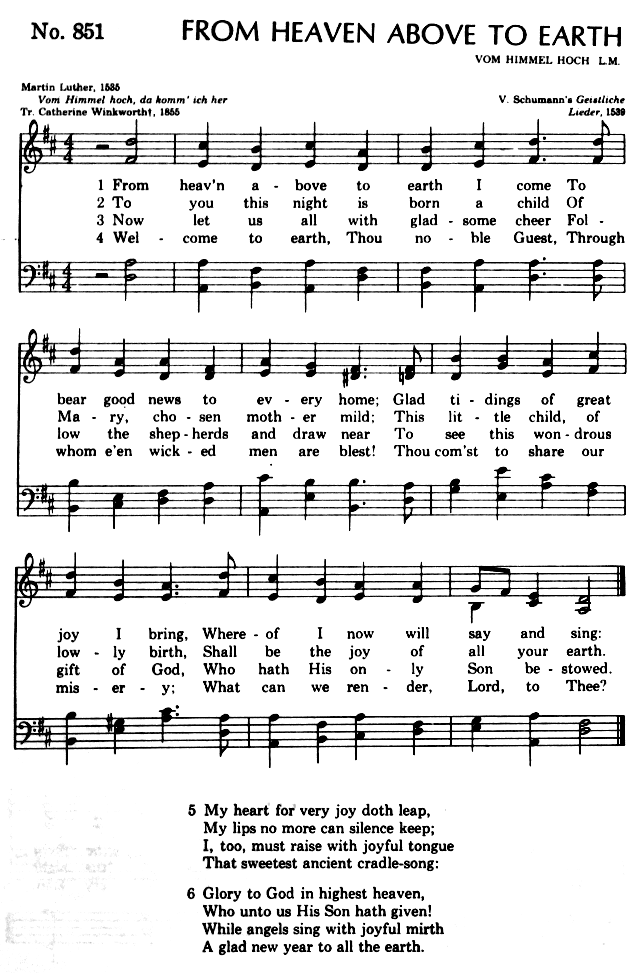 No. 851 FROM HEAVEN ABOVE TO EARTH
VOM HIMMEL HOCH L.M.
Martin Luther, 1535
Vom Himmel hoch, da komm' ich her
Tr. Catherine Winkworth†, 1855
V. Schumann's Geistliche
Lieder, 1539
1 From heav'n a - bove to earth I come To
2 To you this night is born a child Of
3 Now let us all with glad - some cheer Fol -
4 Wel - come to earth, Thou no - ble Guest, Through
bear good news to ev - ery home; Glad ti - dings of great
Ma - ry, cho - sen moth - er mild; This lit - tle child, of
low the shep - herds and draw near To see this won - drous
whom e'en wick - ed men are blest! Thou com'st to share our
joy I bring, Where - of I now will say and sing:
low - ly birth, Shall be the joy of all your earth.
gift of God, Who hath His on - ly Son be - stowed.
mis - er - y; What can we ren - der, Lord, to Thee?
5 My heart for very joy doth leap,
My lips no more can silence keep;
I, too, must raise with joyful tongue
That sweetest ancient cradle-song:
6 Glory to God in highest heaven,
Who unto us His Son hath given!
While angels sing with joyful mirth
A glad new year to all the earth.